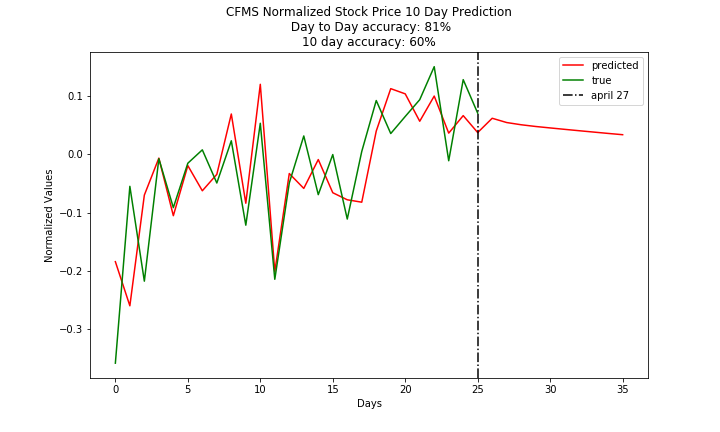 CFMS Normalized Stock Price 10 Day Prediction
Day to Day accuracy: 81%
10 day accuracy: 60%
predicted
true
april 27
0.1
0.0
−0.1
−0.2
−0.3
Normalized Values
0 5 10 15 20 25 30 35
Days